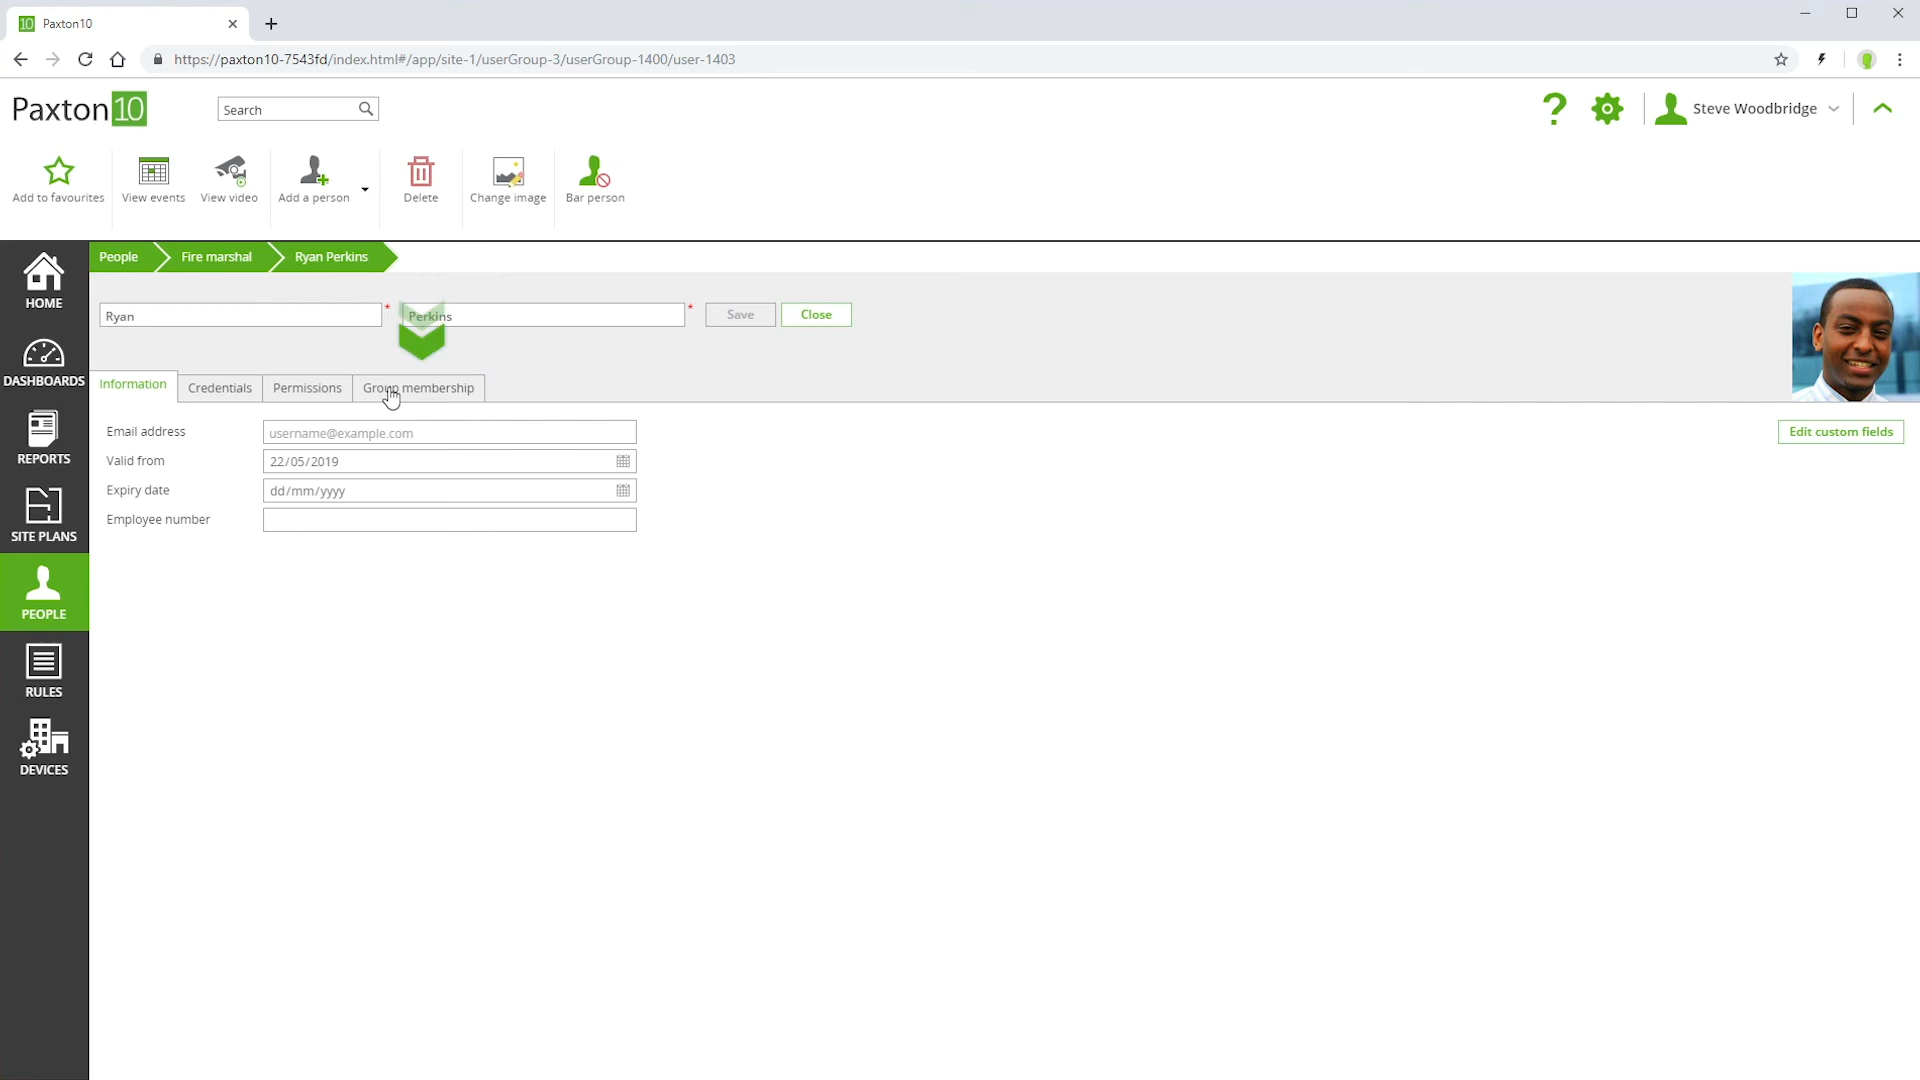 10 Paxton10
https://paxton10-7543fd/index.html#/app/site-1/userGroup-3/userGroup-1400/user-1403
Paxton10
Search
? Steve Woodbridge
Add to favourites View events View video Add a person Delete Change image Bar person
HOME
DASHBOARDS
REPORTS
SITE PLANS
PEOPLE
RULES
DEVICES
People Fire marshal Ryan Perkins
Ryan * Perkins * Save Close
Information Credentials Permissions Group membership
Email address username@example.com Edit custom fields
Valid from 22/05/2019
Expiry date dd/mm/yyyy
Employee number